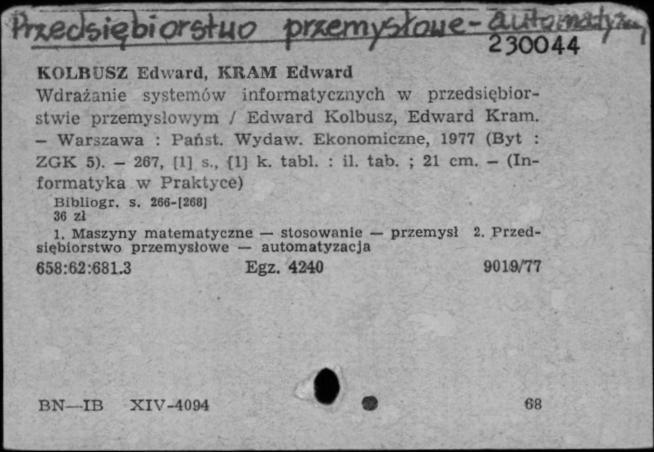 Przedsiębiorstwo przemysłowe-
230044
KOLBUSZ Edward, KRAM Edward
Wdrażanie systemów informatycznych w przedsiębior-
stwie przemysłowym / Edward Kolbusz, Edward Kram.
— Warszawa : Państ. Wydaw. Ekonomiczne, 1977 (Byt :
ZGK 5). — 267, [1] s., {1] k. tabl. : il. tab. ; 21 cm. — (In-
formatyka w Praktyce)
Bibliogr. s. 266-[268]
36 zł
1. Maszyny matematyczne — stosowanie — przemysł 2. Przed-
siębiorstwo przemysłowe — automatyzacja
658:62:681.3 Egz. 4240 9019/77
BN—IB XIV-4094 68